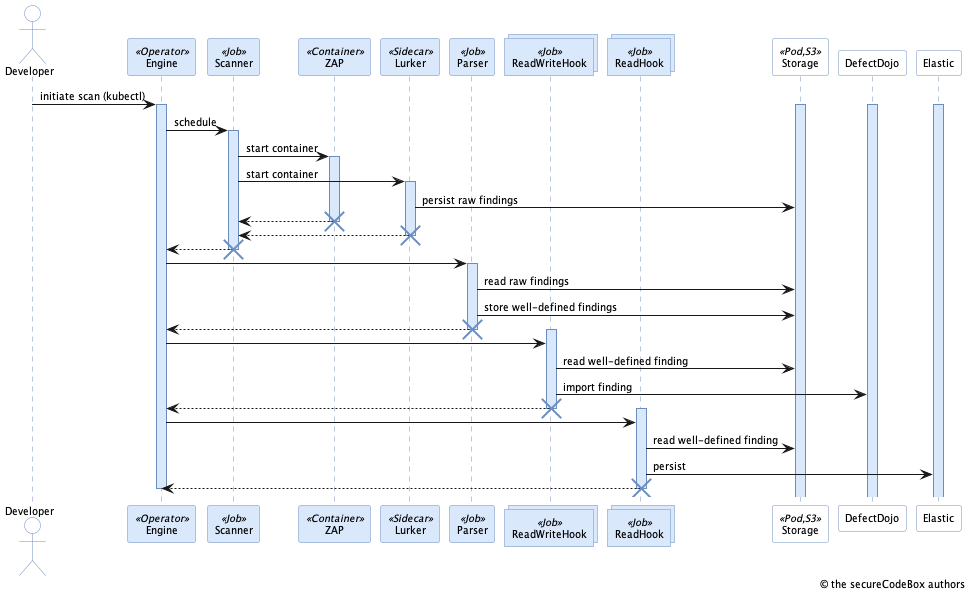 Developer
«Operator»
Engine
«Job»
Scanner
«Container»
ZAP
«Sidecar»
Lurker
«Job»
Parser
«Job»
ReadWriteHook
«Job»
ReadHook
«Pod,S3»
Storage
DefectDojo
Elastic
initiate scan (kubectl)
schedule
start container
start container
persist raw findings
read raw findings
store well-defined findings
read well-defined finding
import finding
read well-defined finding
persist
Developer
«Operator»
Engine
«Job»
Scanner
«Container»
ZAP
«Sidecar»
Lurker
«Job»
Parser
«Job»
ReadWriteHook
«Job»
ReadHook
«Pod,S3»
Storage
DefectDojo
Elastic
© the secureCodeBox authors